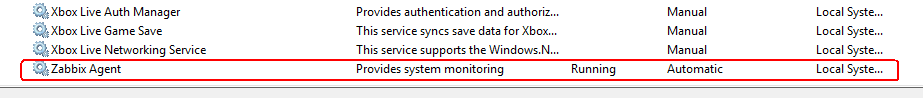 Xbox Live Auth Manager Provides authentication and authoriz... Manual Local Syste...
Xbox Live Game Save This service syncs save data for Xbox... Manual Local Syste...
Xbox Live Networking Service This service supports the Windows.N... Manual Local Syste...
Zabbix Agent Provides system monitoring Running Automatic Local Syste...